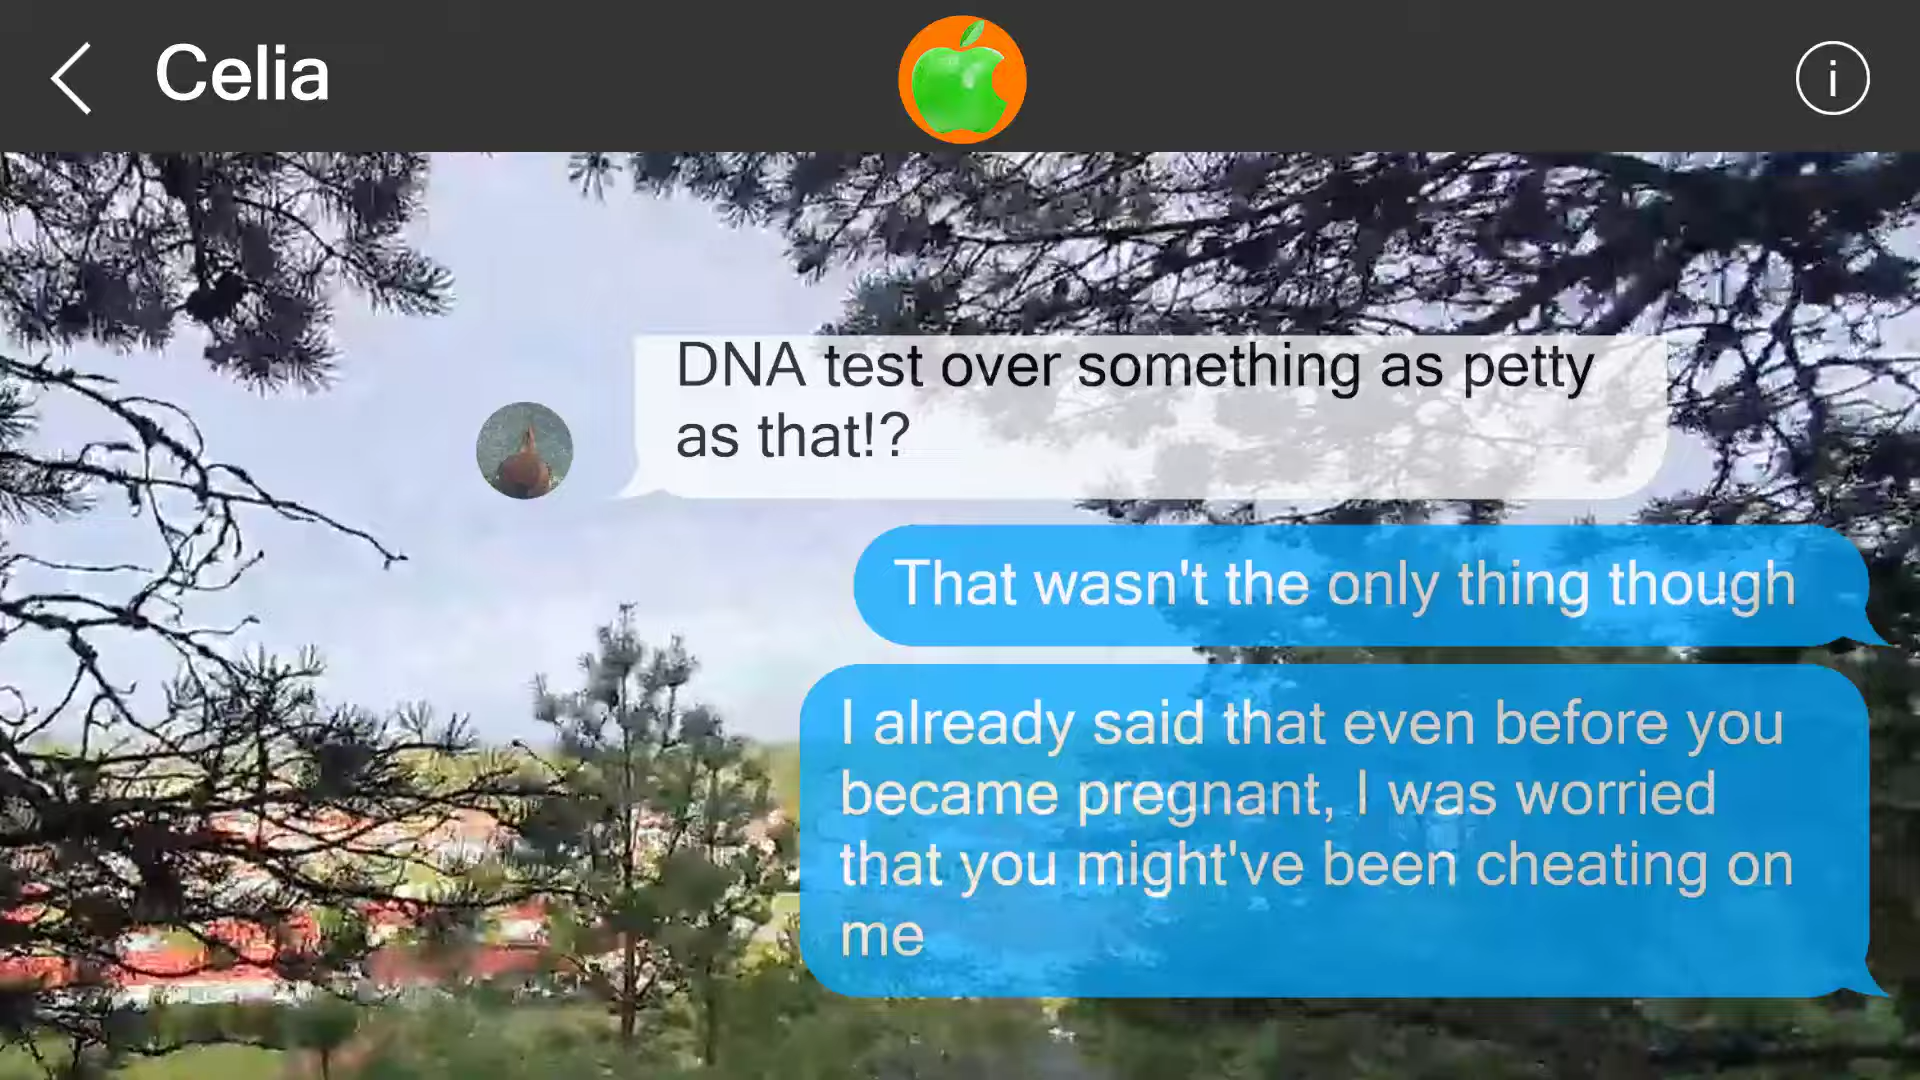 Celia
i
DNA test over something as petty
as that!?
That wasn't the only thing though
I already said that even before you
became pregnant, I was worried
that you might've been cheating on
me